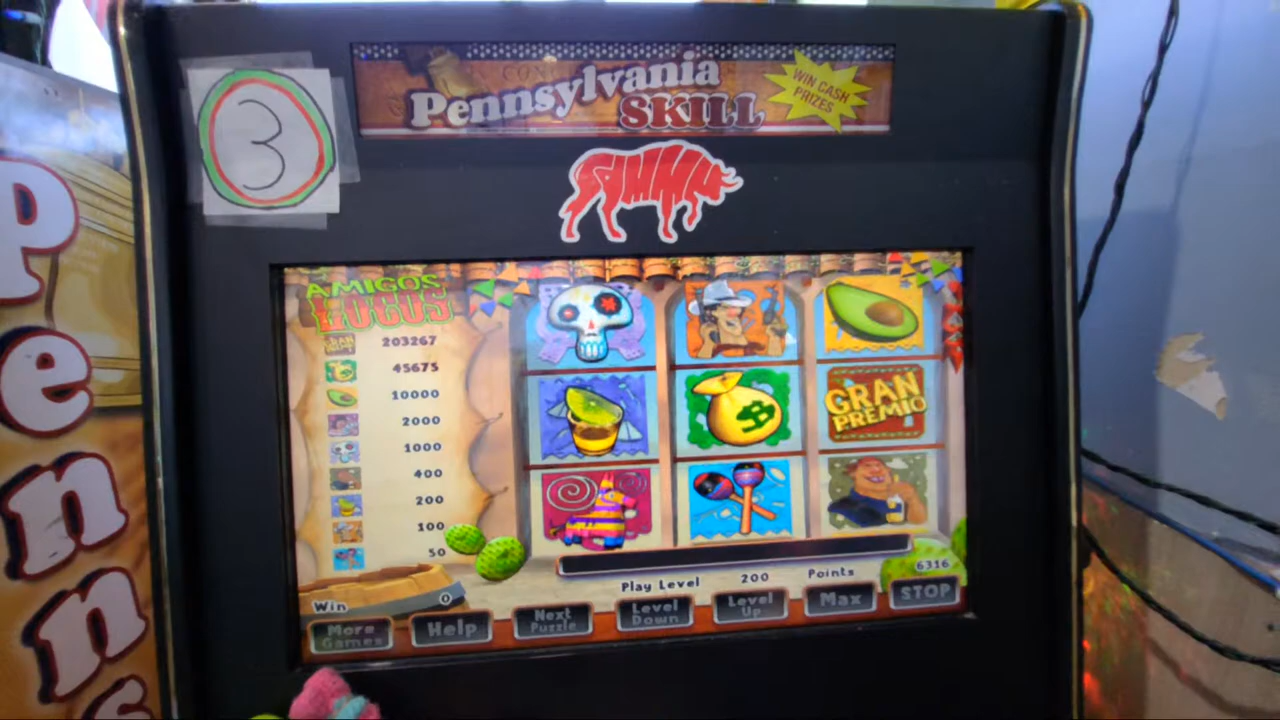 Pennsylvania
SKILL
WIN CASH
PRIZES
3
AMIGOS
LOCOS
203267
45675
10000
2000
1000
400
200
100
50
GRAN
PREMIO
Play Level 200 Points 6316
Win 0
More
Games
Help
Next
Puzzle
Level
Down
Level
Up
Max
STOP
Penns